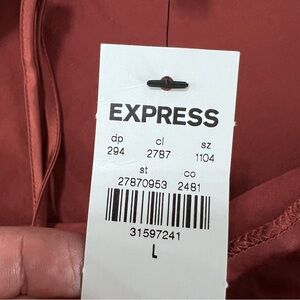 EXPRESS
dp cl sz
294 2787 1104
st co
27870953 2481
31597241
L